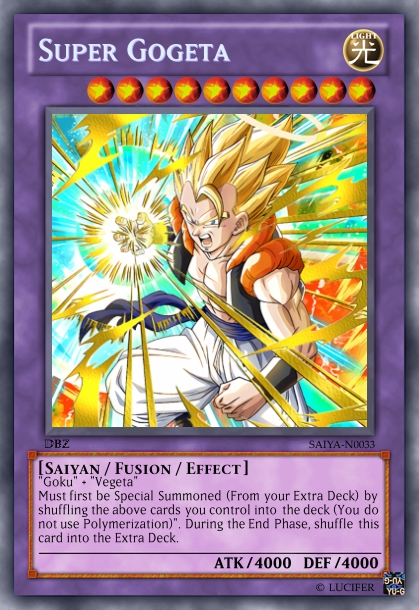 SUPER GOGETA
LIGHT
光
DBZ
SAIYA-N0033
[SAIYAN / FUSION / EFFECT]
"Goku" + "Vegeta"
Must first be Special Summoned (From your Extra Deck) by
shuffling the above cards you control into the deck (You do
not use Polymerization)". During the End Phase, shuffle this
card into the Extra Deck.
ATK/4000 DEF/4000
© LUCIFER